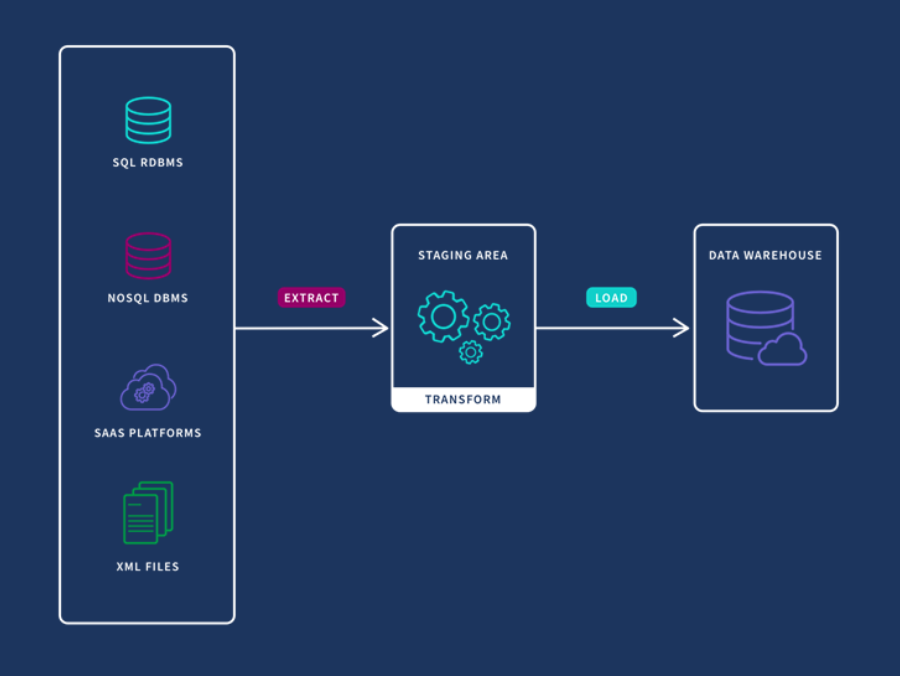 SQL RDBMS
NOSQL DBMS
SAAS PLATFORMS
XML FILES
EXTRACT
STAGING AREA
TRANSFORM
LOAD
DATA WAREHOUSE